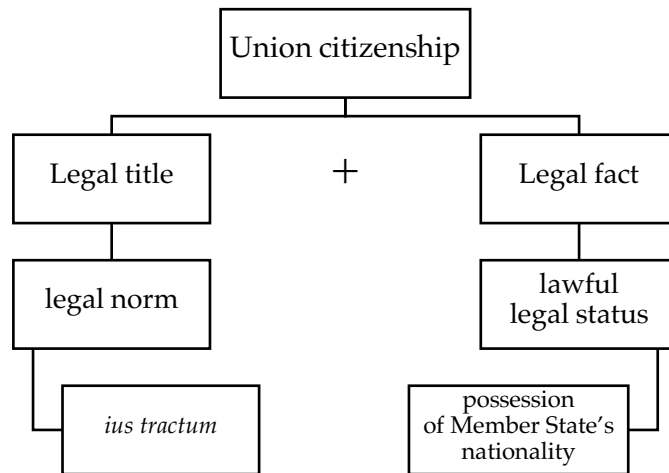 Union citizenship
Legal title
+
Legal fact
legal norm
lawful
legal status
ius tractum
possession
of Member State's
nationality